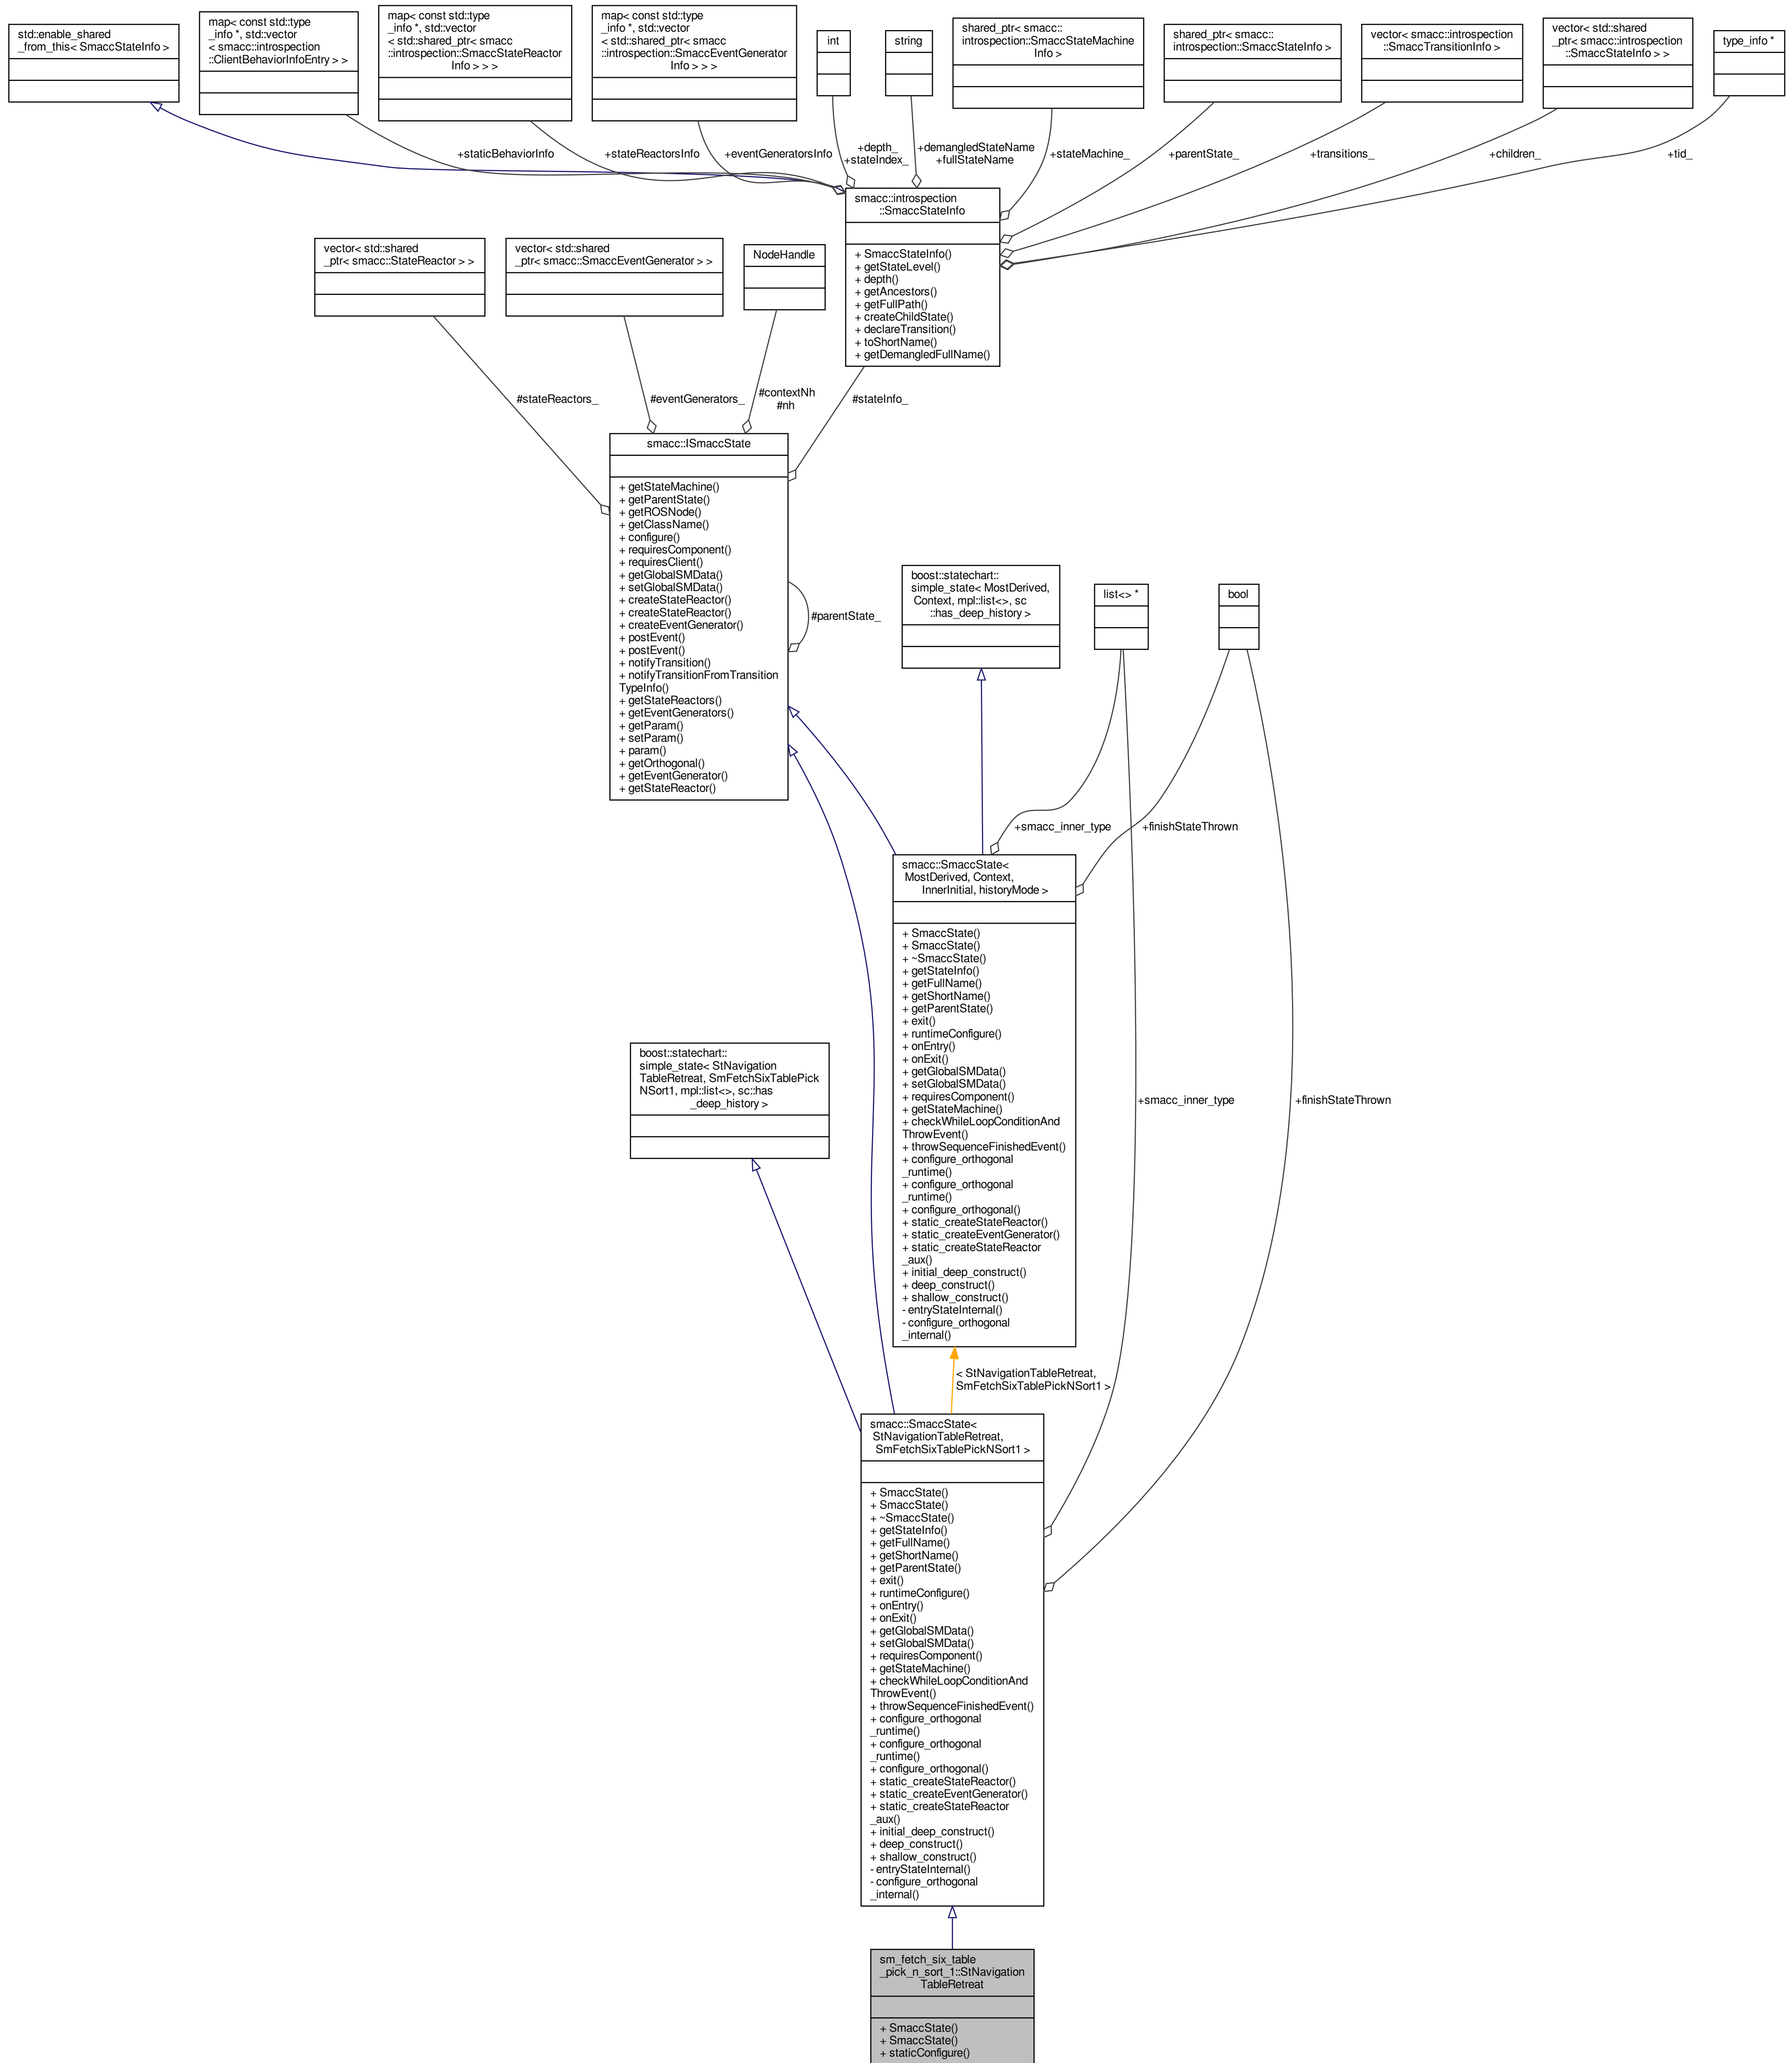 std::enable_shared
_from_this< SmaccStateInfo >
map< const std::type
_info *, std::vector
< smacc::introspection
::ClientBehaviorInfoEntry > >
map< const std::type
_info *, std::vector
< std::shared_ptr< smacc
::introspection::SmaccStateReactor
Info > > >
map< const std::type
_info *, std::vector
< std::shared_ptr< smacc
::introspection::SmaccEventGenerator
Info > > >
int
string
shared_ptr< smacc::
introspection::SmaccStateMachine
Info >
shared_ptr< smacc::
introspection::SmaccStateInfo >
vector< smacc::introspection
::SmaccTransitionInfo >
vector< std::shared
_ptr< smacc::introspection
::SmaccStateInfo > >
type_info *
+staticBehaviorInfo
+stateReactorsInfo
+eventGeneratorsInfo
+depth_
+stateIndex_
+demangledStateName
+fullStateName
+stateMachine_
+parentState_
+transitions_
+children_
+tid_
smacc::introspection
::SmaccStateInfo
+ SmaccStateInfo()
+ getStateLevel()
+ depth()
+ getAncestors()
+ getFullPath()
+ createChildState()
+ declareTransition()
+ toShortName()
+ getDemangledFullName()
vector< std::shared
_ptr< smacc::StateReactor > >
vector< std::shared
_ptr< smacc::SmaccEventGenerator > >
NodeHandle
#stateReactors_
#eventGenerators_
#contextNh
#nh
#stateInfo_
smacc::ISmaccState
+ getStateMachine()
+ getParentState()
+ getROSNode()
+ getClassName()
+ configure()
+ requiresComponent()
+ requiresClient()
+ getGlobalSMData()
+ setGlobalSMData()
+ createStateReactor()
+ createStateReactor()
+ createEventGenerator()
+ postEvent()
+ postEvent()
+ notifyTransition()
+ notifyTransitionFromTransition
TypeInfo()
+ getStateReactors()
+ getEventGenerators()
+ getParam()
+ setParam()
+ param()
+ getOrthogonal()
+ getEventGenerator()
+ getStateReactor()
#parentState_
boost::statechart::
simple_state< MostDerived,
Context, mpl::list<>, sc
::has_deep_history >
list<> *
bool
+smacc_inner_type
+finishStateThrown
smacc::SmaccState<
MostDerived, Context,
InnerInitial, historyMode >
+ SmaccState()
+ SmaccState()
+ ~SmaccState()
+ getStateInfo()
+ getFullName()
+ getShortName()
+ getParentState()
+ exit()
+ runtimeConfigure()
+ onEntry()
+ onExit()
+ getGlobalSMData()
+ setGlobalSMData()
+ requiresComponent()
+ getStateMachine()
+ checkWhileLoopConditionAnd
ThrowEvent()
+ throwSequenceFinishedEvent()
+ configure_orthogonal
_runtime()
+ configure_orthogonal
_runtime()
+ configure_orthogonal()
+ static_createStateReactor()
+ static_createEventGenerator()
+ static_createStateReactor
_aux()
+ initial_deep_construct()
+ deep_construct()
+ shallow_construct()
- entryStateInternal()
- configure_orthogonal
_internal()
boost::statechart::
simple_state< StNavigation
TableRetreat, SmFetchSixTablePick
NSort1, mpl::list<>, sc::has
_deep_history >
+smacc_inner_type
+finishStateThrown
< StNavigationTableRetreat,
SmFetchSixTablePickNSort1 >
smacc::SmaccState<
StNavigationTableRetreat,
SmFetchSixTablePickNSort1 >
+ SmaccState()
+ SmaccState()
+ ~SmaccState()
+ getStateInfo()
+ getFullName()
+ getShortName()
+ getParentState()
+ exit()
+ runtimeConfigure()
+ onEntry()
+ onExit()
+ getGlobalSMData()
+ setGlobalSMData()
+ requiresComponent()
+ getStateMachine()
+ checkWhileLoopConditionAnd
ThrowEvent()
+ throwSequenceFinishedEvent()
+ configure_orthogonal
_runtime()
+ configure_orthogonal
_runtime()
+ configure_orthogonal()
+ static_createStateReactor()
+ static_createEventGenerator()
+ static_createStateReactor
_aux()
+ initial_deep_construct()
+ deep_construct()
+ shallow_construct()
- entryStateInternal()
- configure_orthogonal
_internal()
sm_fetch_six_table
_pick_n_sort_1::StNavigation
TableRetreat
+ SmaccState()
+ SmaccState()
+ staticConfigure()